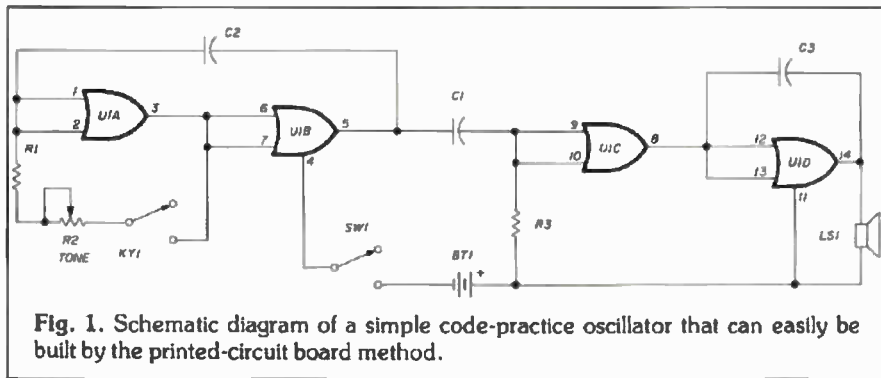 C2
C3
C1
1
2
U1A
3
6
7
U1B
5
4
9
10
U1C
8
12
13
U1D
14
11
R1
R2
TONE
KY1
SW1
BT1
+
R3
LS1
Fig. 1. Schematic diagram of a simple code-practice oscillator that can easily be
built by the printed-circuit board method.